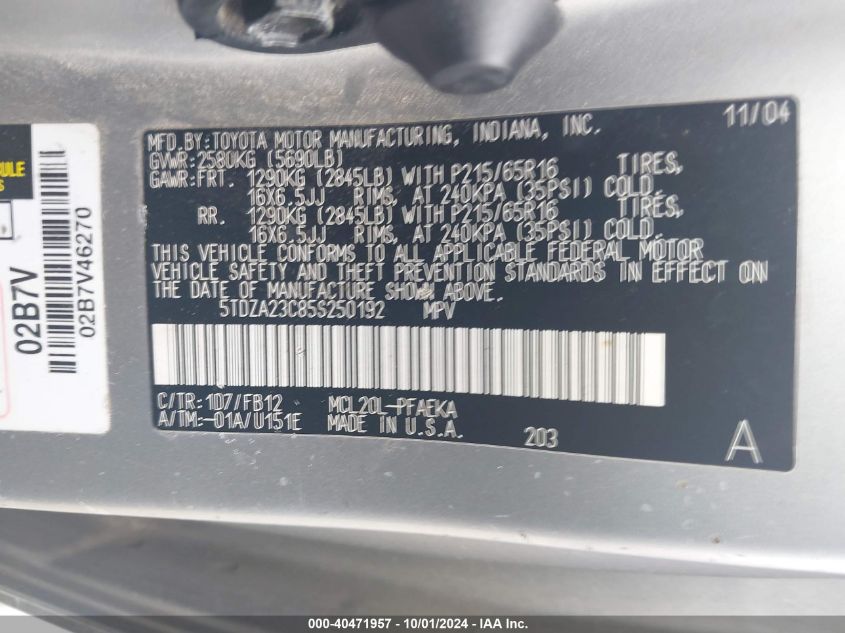 11/04
MFD.BY:TOYOTA MOTOR MANUFACTURING, INDIANA, INC.
GVWR:2580KG (5690LB)
GAWR:FRT. 1290KG (2845LB) WITH P215/65R16 TIRES,
16X6.5JJ RIMS, AT 240KPA (35PSI) COLD.
RR. 1290KG (2845LB) WITH P215/65R16 TIRES,
16X6.5JJ RIMS, AT 240KPA (35PSI) COLD.
THIS VEHICLE CONFORMS TO ALL APPLICABLE FEDERAL MOTOR
VEHICLE SAFETY AND THEFT PREVENTION STANDARDS IN EFFECT ON
THE DATE OF MANUFACTURE SHOWN ABOVE.
5TDZA23C85S250192 MPV
C/TR:1D7/FB12 MCL20L-PFAEKA
A/TM:-01A/U151E MADE IN U.S.A.
203
A
02B7V
02B7V46270
000-40471957 - 10/01/2024 - IAA Inc.